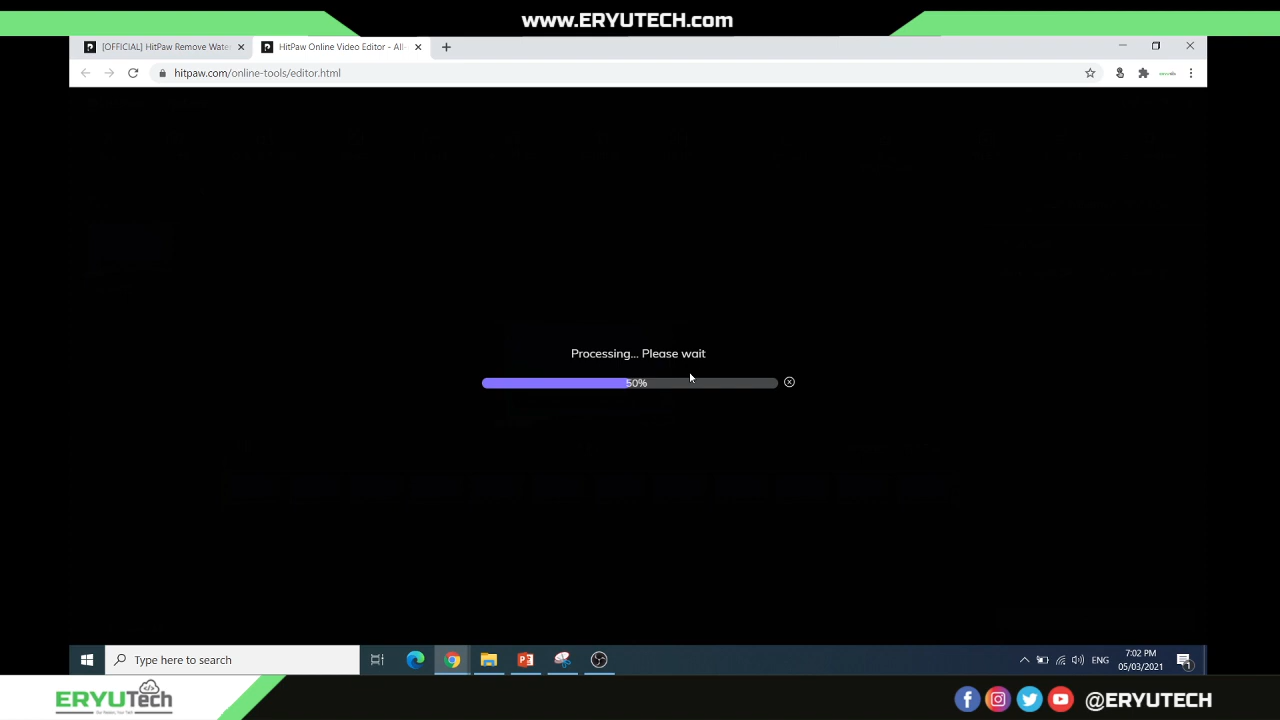 www.ERYUTECH.com
[OFFICIAL] HitPaw Remove Wate
HitPaw Online Video Editor - All-
hitpaw.com/online-tools/editor.html
Processing... Please wait
50%
Type here to search
ENG
7:02 PM
05/03/2021
1
ERYUTech
@ERYUTECH